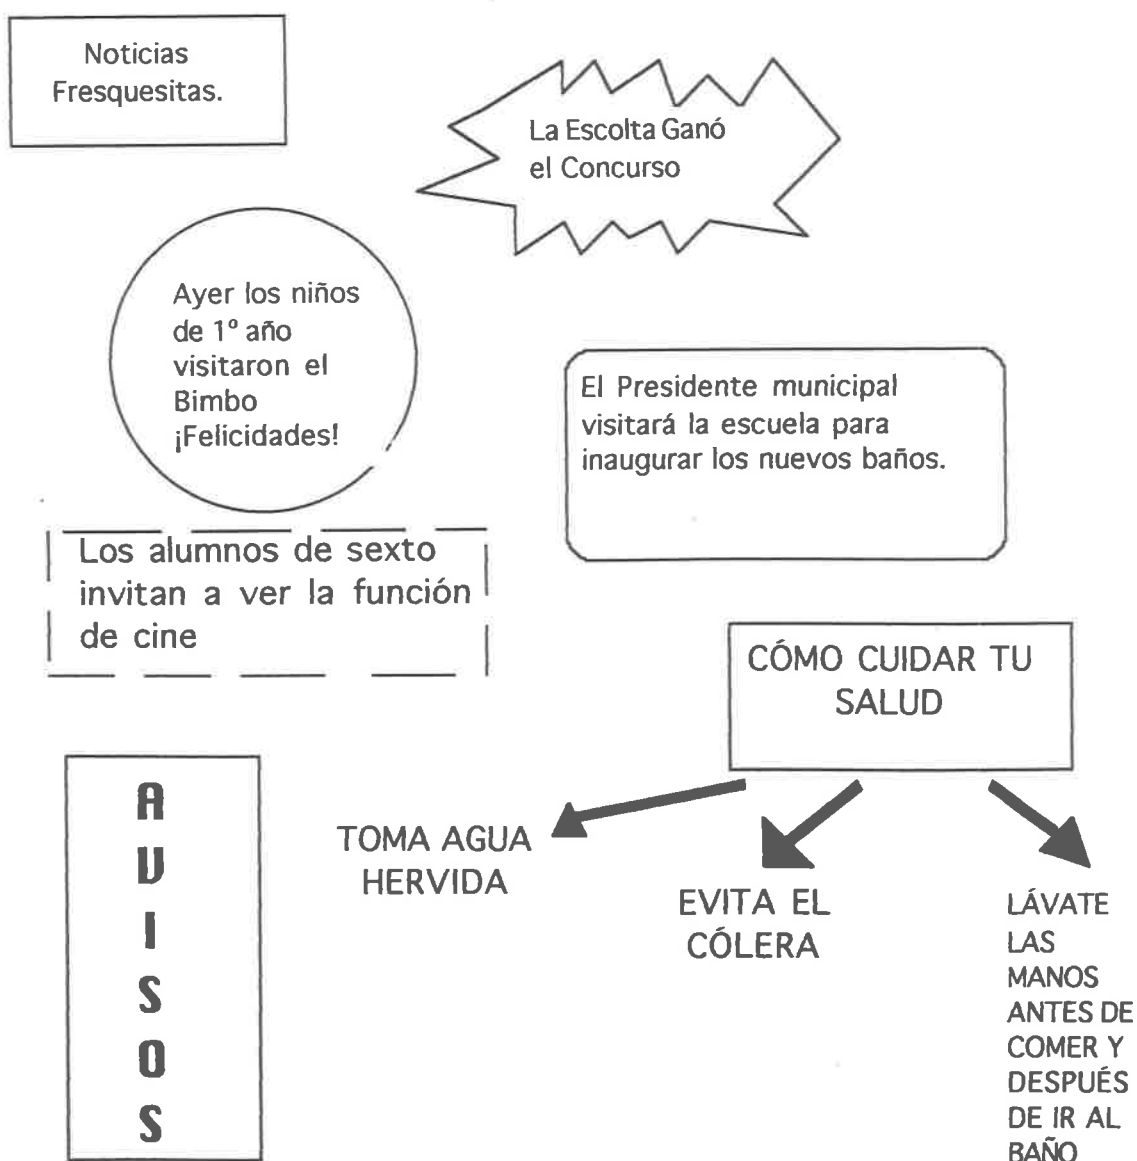 Noticias
Fresquesitas.
La Escolta Ganó
el Concurso
Ayer los niños
de 1º año
visitaron el
Bimbo
¡Felicidades!
El Presidente municipal
visitará la escuela para
inaugurar los nuevos baños.
Los alumnos de sexto
invitan a ver la función
de cine
CÓMO CUIDAR TU
SALUD
A
V
I
S
O
S
TOMA AGUA
HERVIDA
EVITA EL
CÓLERA
LÁVATE
LAS
MANOS
ANTES DE
COMER Y
DESPUÉS
DE IR AL
BAÑO